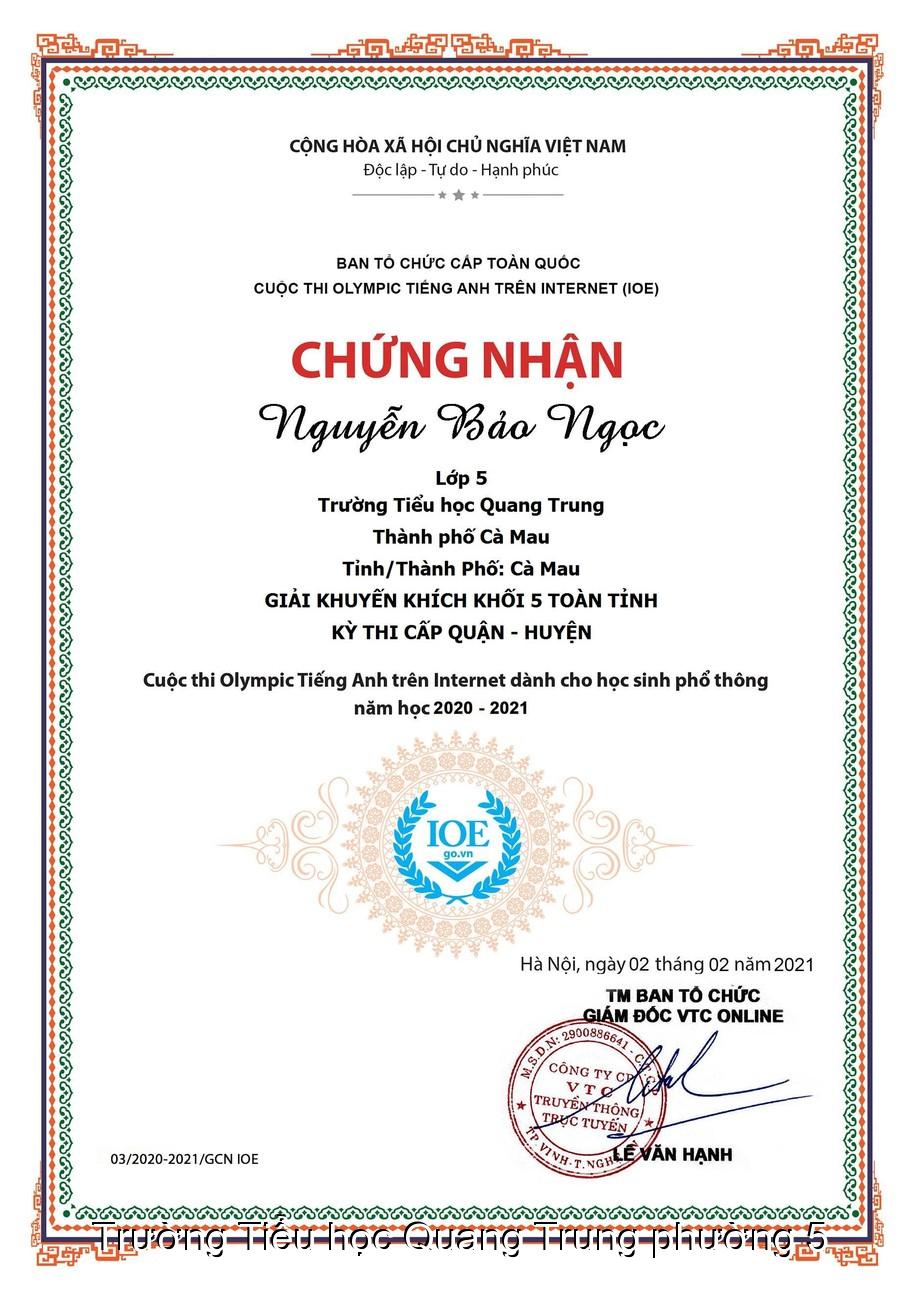 CỘNG HÒA XÃ HỘI CHỦ NGHĨA VIỆT NAM
Độc lập - Tự do - Hạnh phúc
BAN TỔ CHỨC CẤP TOÀN QUỐC
CUỘC THI OLYMPIC TIẾNG ANH TRÊN INTERNET (IOE)
CHỨNG NHẬN
Nguyễn Bảo Ngọc
Lớp 5
Trường Tiểu học Quang Trung
Thành phố Cà Mau
Tỉnh/Thành Phố: Cà Mau
GIẢI KHUYẾN KHÍCH KHỐI 5 TOÀN TỈNH
KỲ THI CẤP QUẬN - HUYỆN
Cuộc thi Olympic Tiếng Anh trên Internet dành cho học sinh phổ thông
năm học 2020 - 2021
IOE
go.vn
Hà Nội, ngày 02 tháng 02 năm 2021
TM BAN TỔ CHỨC
GIÁM ĐỐC VTC ONLINE
M.S.D.N: 2900886641 - C.T.C.P
CÔNG TY CP
VTC
TRUYỀN THÔNG
TRỰC TUYẾN
TP.VINH-T.NGHỆ
LÊ VĂN HẠNH
03/2020-2021/GCN IOE
Trường Tiểu học Quang Trung phường 5